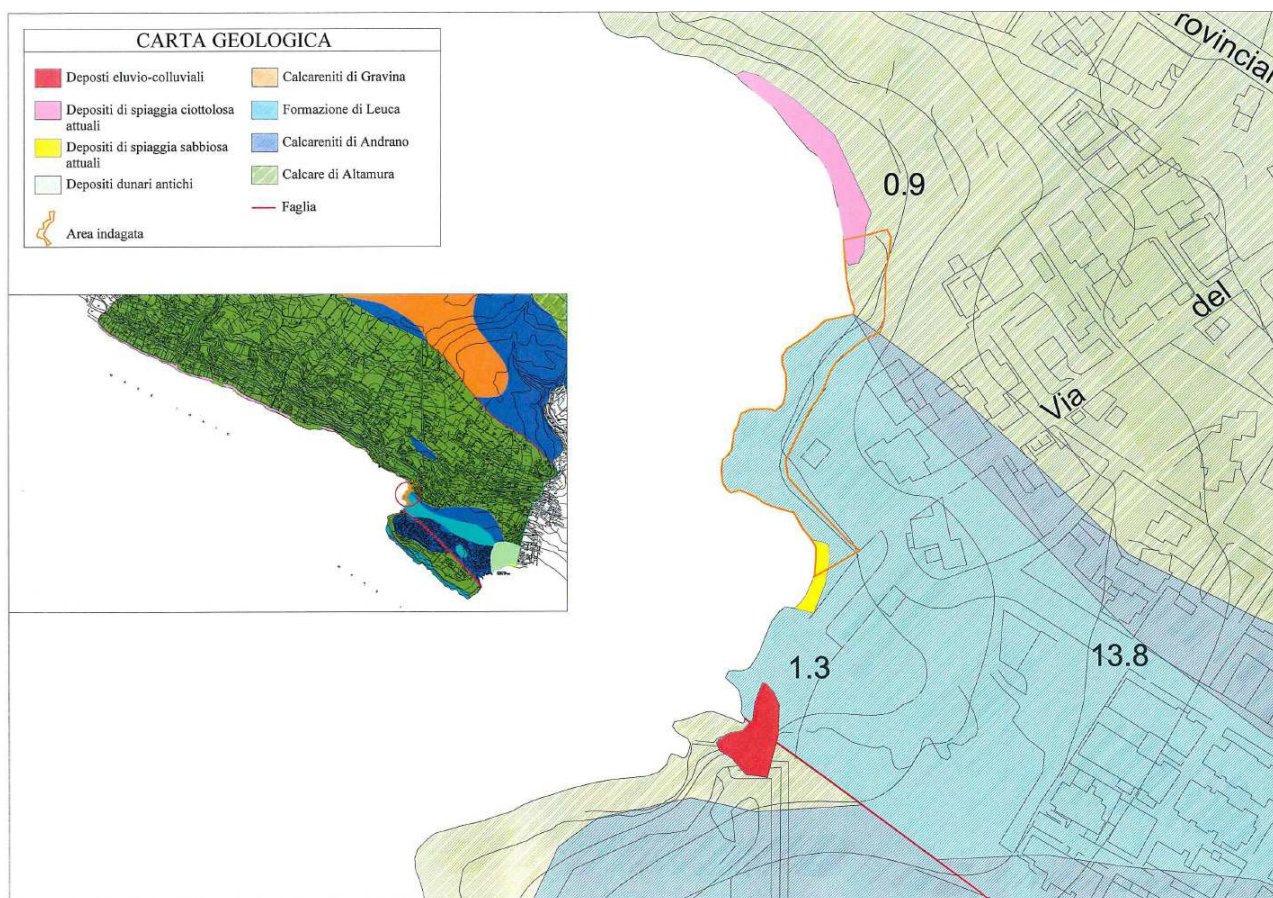 CARTA GEOLOGICA
Deposti eluvio-colluviali
Depositi di spiaggia ciottolosa
attuali
Depositi di spiaggia sabbiosa
attuali
Depositi dunari antichi
Area indagata
Calcareniti di Gravina
Formazione di Leuca
Calcareniti di Andrano
Calcare di Altamura
Faglia
rovincial
0.9
del
Via
13.8
1.3